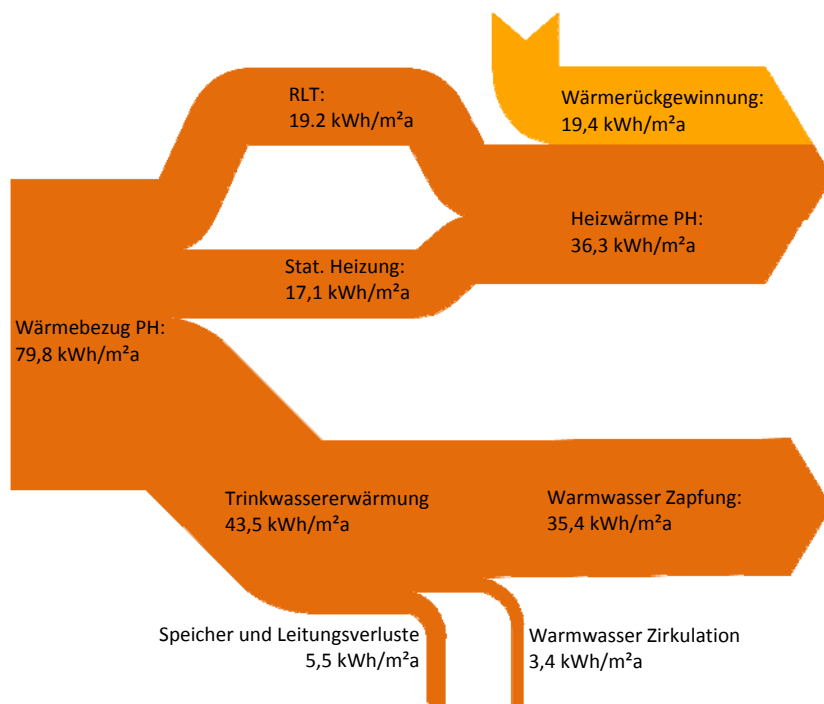 RLT:
19.2 kWh/m²a
Wärmerückgewinnung:
19,4 kWh/m²a
Heizwärme PH:
36,3 kWh/m²a
Stat. Heizung:
17,1 kWh/m²a
Wärmebezug PH:
79,8 kWh/m²a
Trinkwassererwärmung
43,5 kWh/m²a
Warmwasser Zapfung:
35,4 kWh/m²a
Speicher und Leitungsverluste
5,5 kWh/m²a
Warmwasser Zirkulation
3,4 kWh/m²a